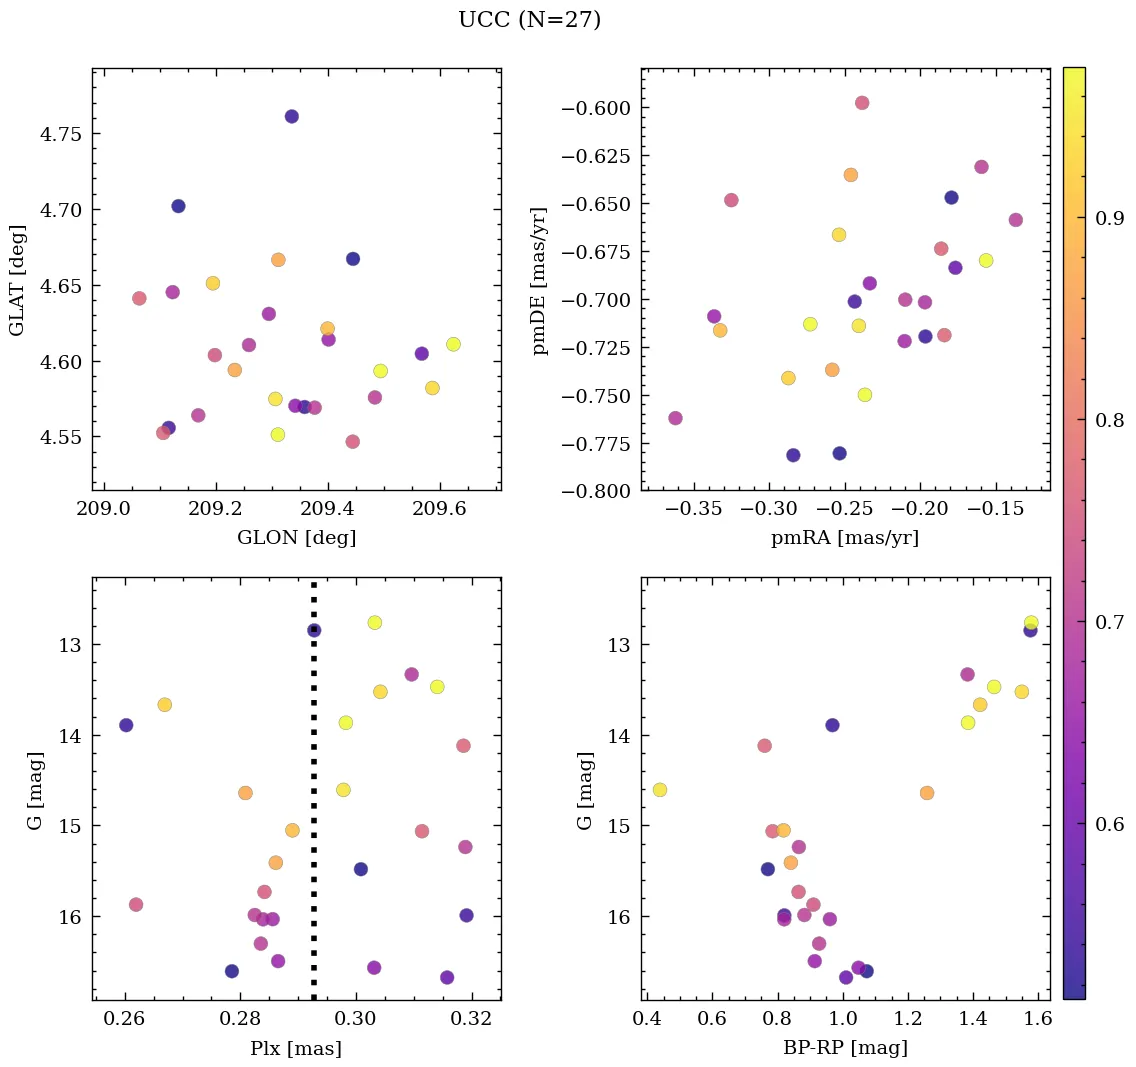 UCC (N=27)
4.75
4.70
4.65
4.60
4.55
GLAT [deg]
209.0 209.2 209.4 209.6
GLON [deg]
−0.600
−0.625
−0.650
−0.675
−0.700
−0.725
−0.750
−0.775
−0.800
pmDE [mas/yr]
−0.35 −0.30 −0.25 −0.20 −0.15
pmRA [mas/yr]
13
14
15
16
G [mag]
0.26 0.28 0.30 0.32
Plx [mas]
13
14
15
16
G [mag]
0.4 0.6 0.8 1.0 1.2 1.4 1.6
BP-RP [mag]
0.9
0.8
0.7
0.6